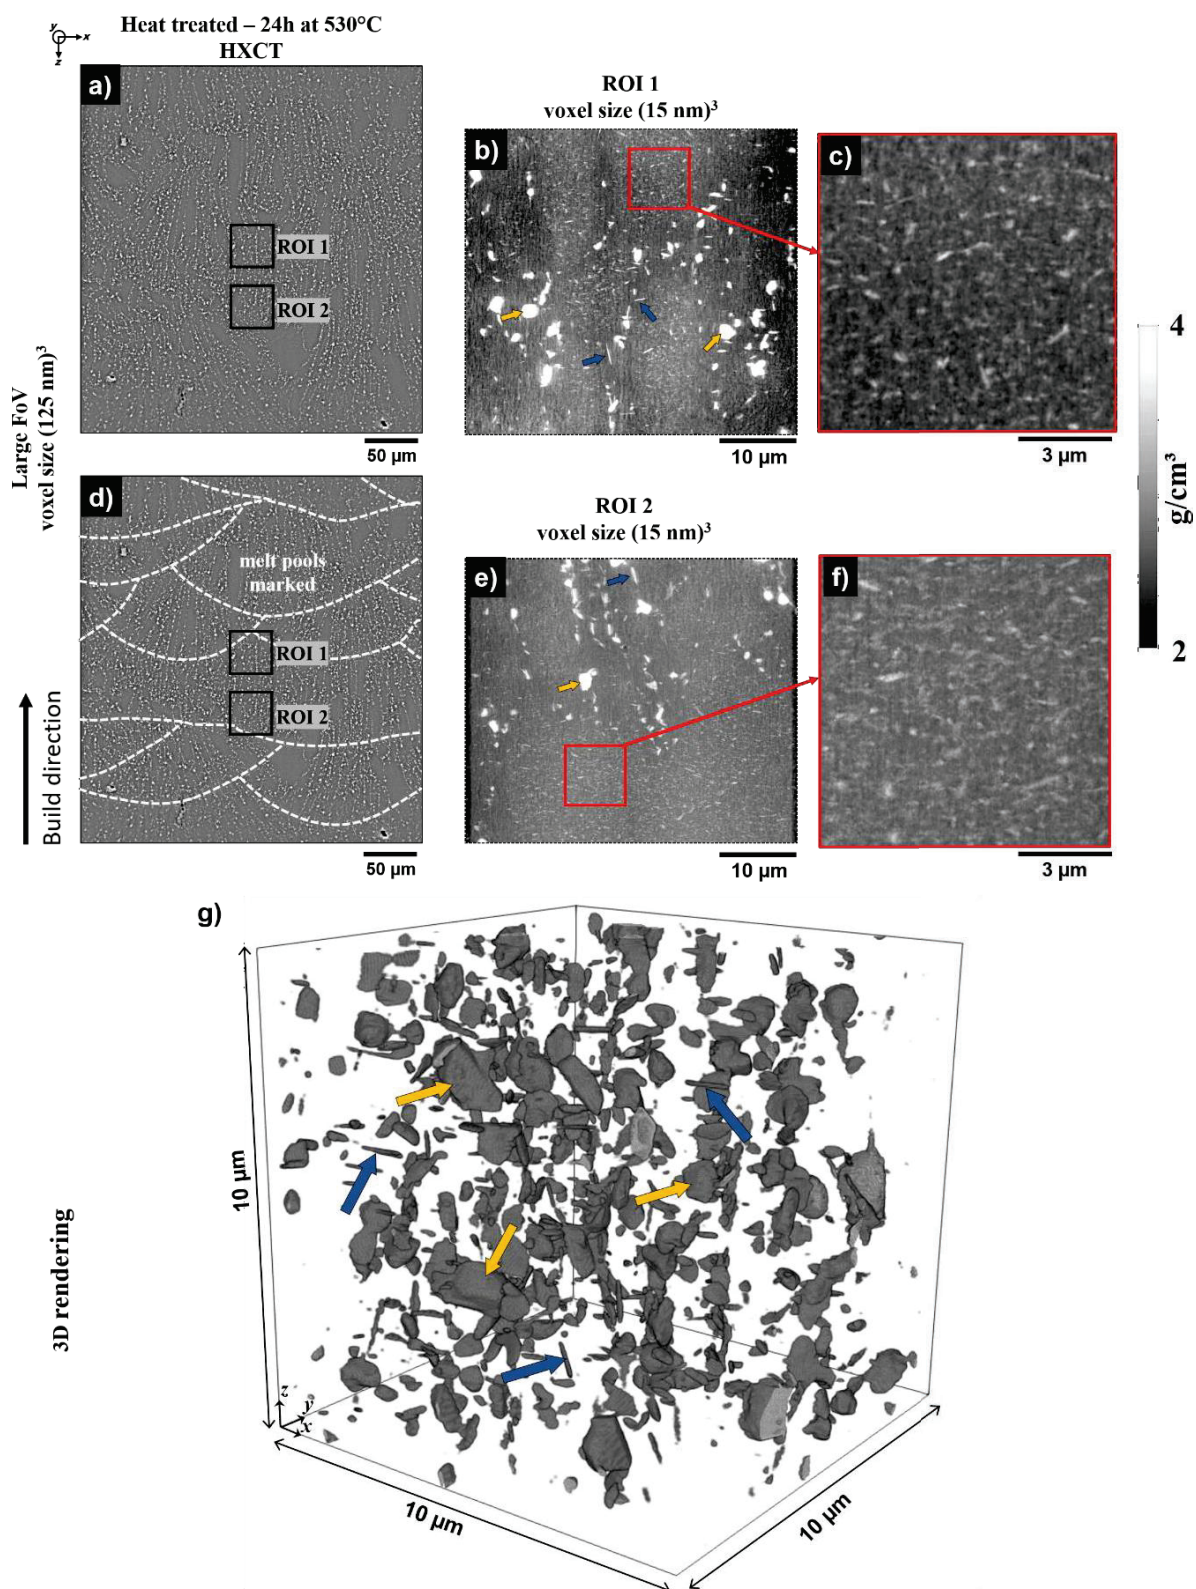 y
x
z
Heat treated – 24h at 530°C
HXCT
a)
ROI 1
ROI 2
50 µm
Large FoV
voxel size (125 nm)³
ROI 1
voxel size (15 nm)³
b)
10 µm
c)
3 µm
4
g/cm³
2
d)
melt pools
marked
ROI 1
ROI 2
Build direction
50 µm
ROI 2
voxel size (15 nm)³
e)
10 µm
f)
3 µm
g)
3D rendering
10 µm
z
y
x
10 µm
10 µm